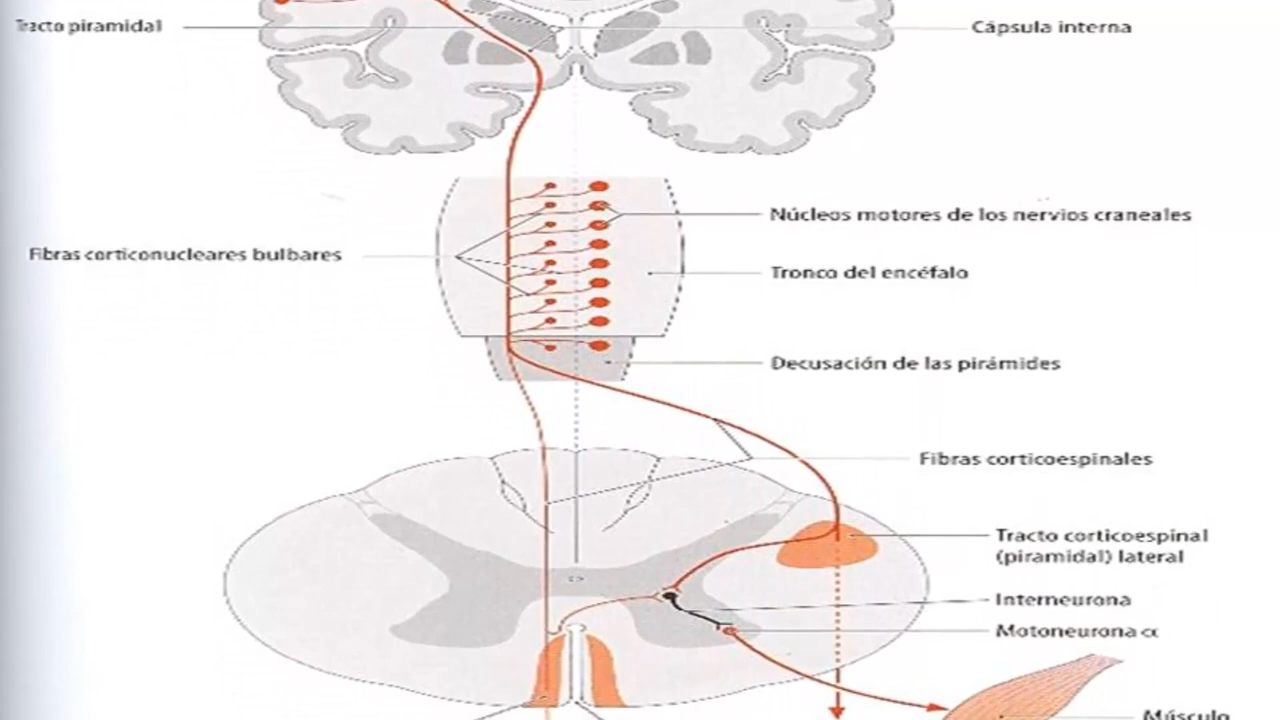 Tracto piramidal
Cápsula interna
Núcleos motores de los nervios craneales
Fibras corticonucleares bulbares
Tronco del encéfalo
Decusación de las pirámides
Fibras corticoespinales
Tracto corticoespinal
(piramidal) lateral
Interneurona
Motoneurona α
Músculo